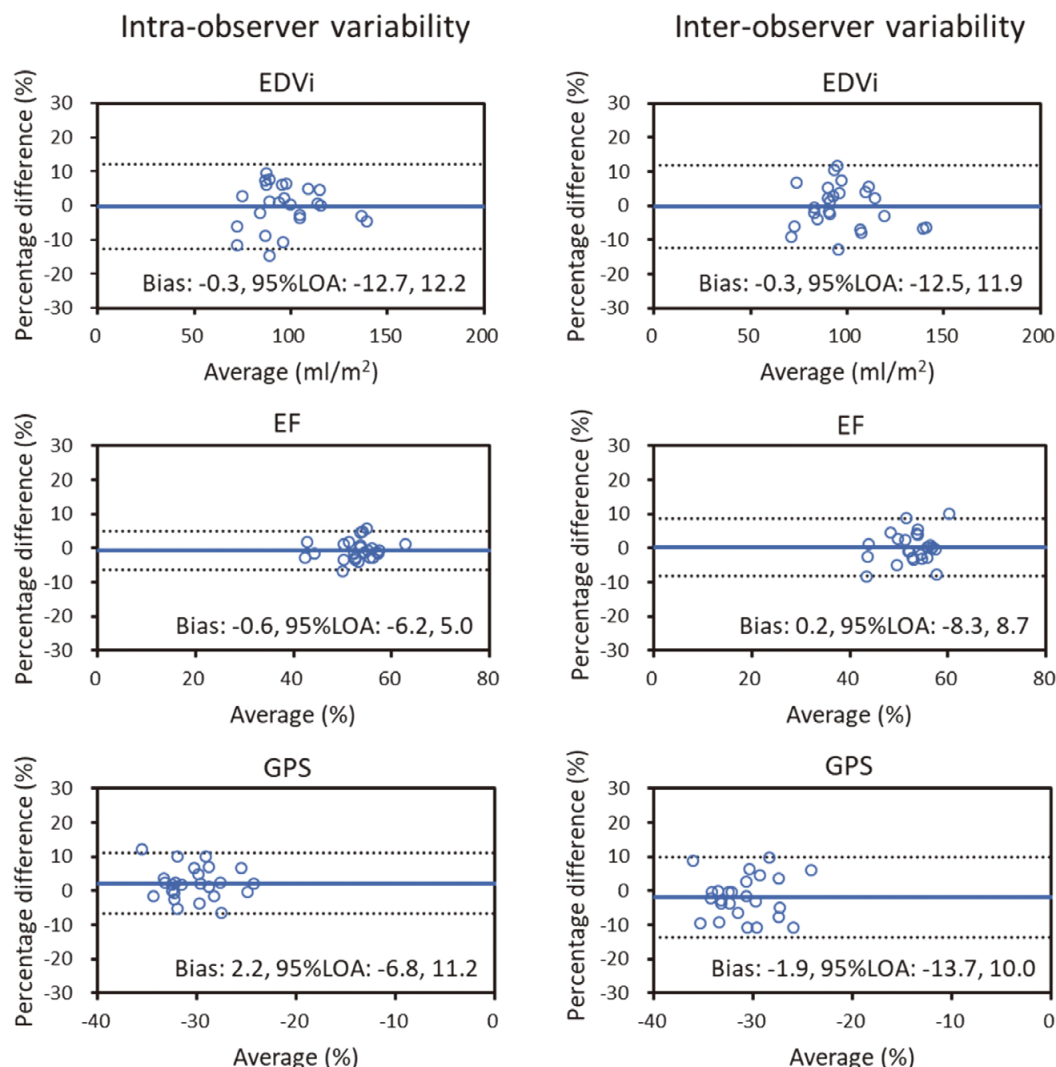 Intra-observer variability
Inter-observer variability
EDVi
Percentage difference (%)
30
20
10
0
-10
-20
-30
Bias: -0.3, 95%LOA: -12.7, 12.2
0
50
100
150
200
Average (ml/m²)
EDVi
Percentage difference (%)
30
20
10
0
-10
-20
-30
Bias: -0.3, 95%LOA: -12.5, 11.9
0
50
100
150
200
Average (ml/m²)
EF
Percentage difference (%)
30
20
10
0
-10
-20
-30
Bias: -0.6, 95%LOA: -6.2, 5.0
0
20
40
60
80
Average (%)
EF
Percentage difference (%)
30
20
10
0
-10
-20
-30
Bias: 0.2, 95%LOA: -8.3, 8.7
0
20
40
60
80
Average (%)
GPS
Percentage difference (%)
30
20
10
0
-10
-20
-30
Bias: 2.2, 95%LOA: -6.8, 11.2
-40
-30
-20
-10
0
Average (%)
GPS
Percentage difference (%)
30
20
10
0
-10
-20
-30
Bias: -1.9, 95%LOA: -13.7, 10.0
-40
-30
-20
-10
0
Average (%)